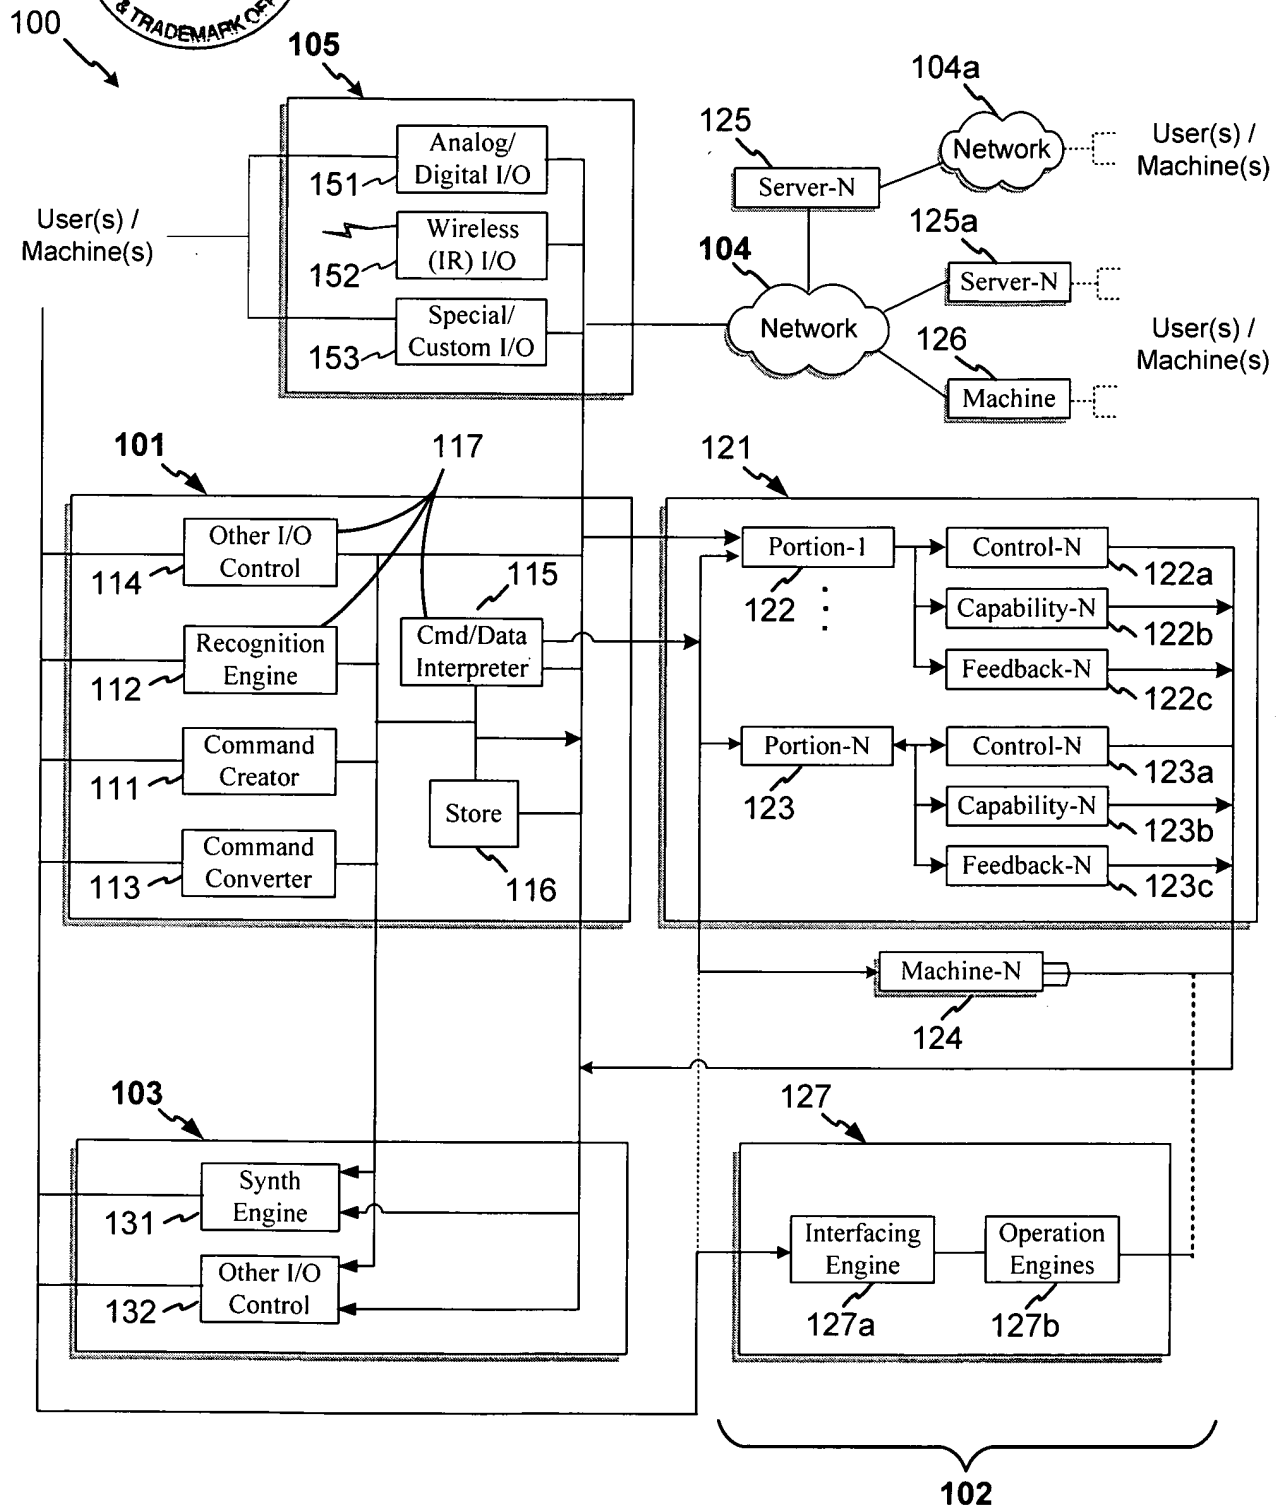 100
& TRADEMARK OFF
105
Analog/
Digital I/O
151
Wireless
(IR) I/O
152
Special/
Custom I/O
153
User(s) /
Machine(s)
104a
Network
125
Server-N
User(s) /
Machine(s)
125a
Server-N
104
Network
126
Machine
User(s) /
Machine(s)
101
117
Other I/O
Control
114
115
Cmd/Data
Interpreter
Recognition
Engine
112
Command
Creator
111
Store
116
Command
Converter
113
121
Portion-1
122
Control-N
122a
Capability-N
122b
Feedback-N
122c
Portion-N
123
Control-N
123a
Capability-N
123b
Feedback-N
123c
Machine-N
124
103
Synth
Engine
131
Other I/O
Control
132
127
Interfacing
Engine
127a
Operation
Engines
127b
102